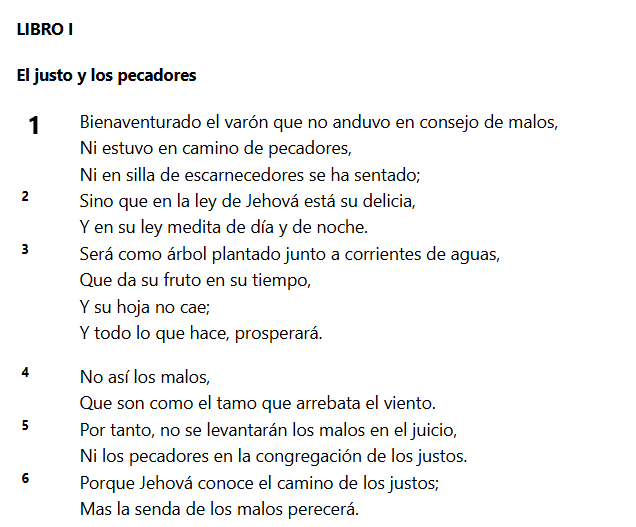 LIBRO I
El justo y los pecadores
1 Bienaventurado el varón que no anduvo en consejo de malos,
Ni estuvo en camino de pecadores,
Ni en silla de escarnecedores se ha sentado;
2 Sino que en la ley de Jehová está su delicia,
Y en su ley medita de día y de noche.
3 Será como árbol plantado junto a corrientes de aguas,
Que da su fruto en su tiempo,
Y su hoja no cae;
Y todo lo que hace, prosperará.
4 No así los malos,
Que son como el tamo que arrebata el viento.
5 Por tanto, no se levantarán los malos en el juicio,
Ni los pecadores en la congregación de los justos.
6 Porque Jehová conoce el camino de los justos;
Mas la senda de los malos perecerá.